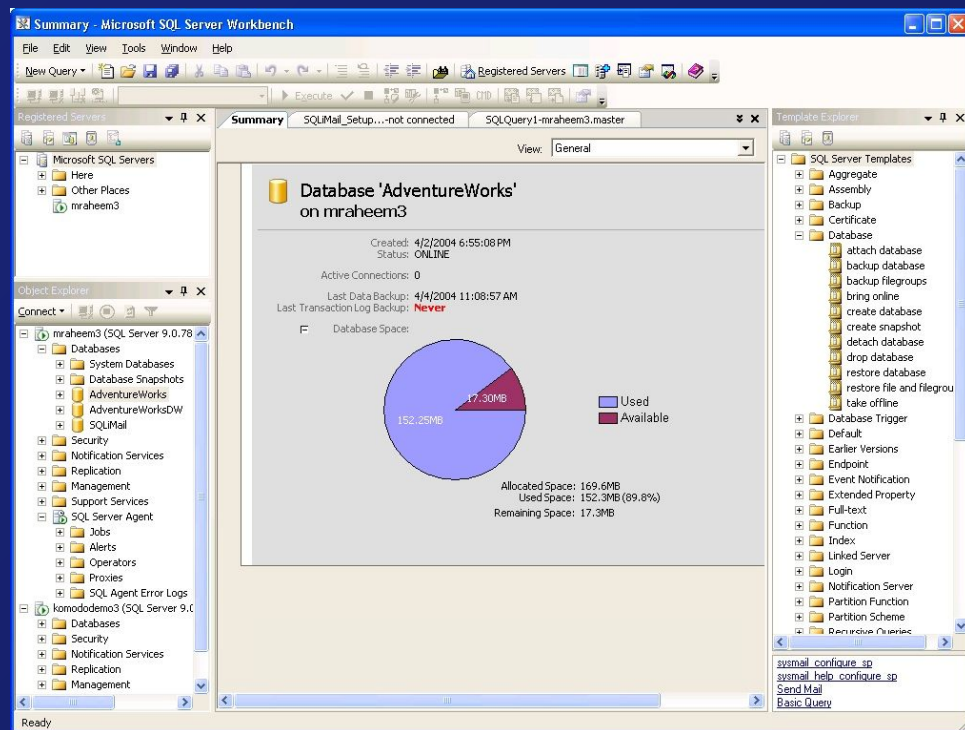 Summary - Microsoft SQL Server Workbench
File Edit View Tools Window Help
New Query Registered Servers
Execute CMD
Registered Servers
Microsoft SQL Servers
Here
Other Places
mraheem3
Object Explorer
Connect
mraheem3 (SQL Server 9.0.78
Databases
System Databases
Database Snapshots
AdventureWorks
AdventureWorksDW
SQLiMail
Security
Notification Services
Replication
Management
Support Services
SQL Server Agent
Jobs
Alerts
Operators
Proxies
SQL Agent Error Logs
komododemo3 (SQL Server 9.0
Databases
Security
Notification Services
Replication
Management
Summary SQLiMail_Setup...-not connected SQLQuery1-mraheem3.master
View: General
Database 'AdventureWorks'
on mraheem3
Created: 4/2/2004 6:55:08 PM
Status: ONLINE
Active Connections: 0
Last Data Backup: 4/4/2004 11:08:57 AM
Last Transaction Log Backup: Never
Database Space:
17.30MB
152.25MB
Used
Available
Allocated Space: 169.6MB
Used Space: 152.3MB (89.8%)
Remaining Space: 17.3MB
Template Explorer
SQL Server Templates
Aggregate
Assembly
Backup
Certificate
Database
attach database
backup database
backup filegroups
bring online
create database
create snapshot
detach database
drop database
restore database
restore file and filegrou
take offline
Database Trigger
Default
Earlier Versions
Endpoint
Event Notification
Extended Property
Full-text
Function
Index
Linked Server
Login
Notification Server
Partition Function
Partition Scheme
Recursive Queries
sysmail_configure_sp
sysmail_help_configure_sp
Send Mail
Basic Query
Ready